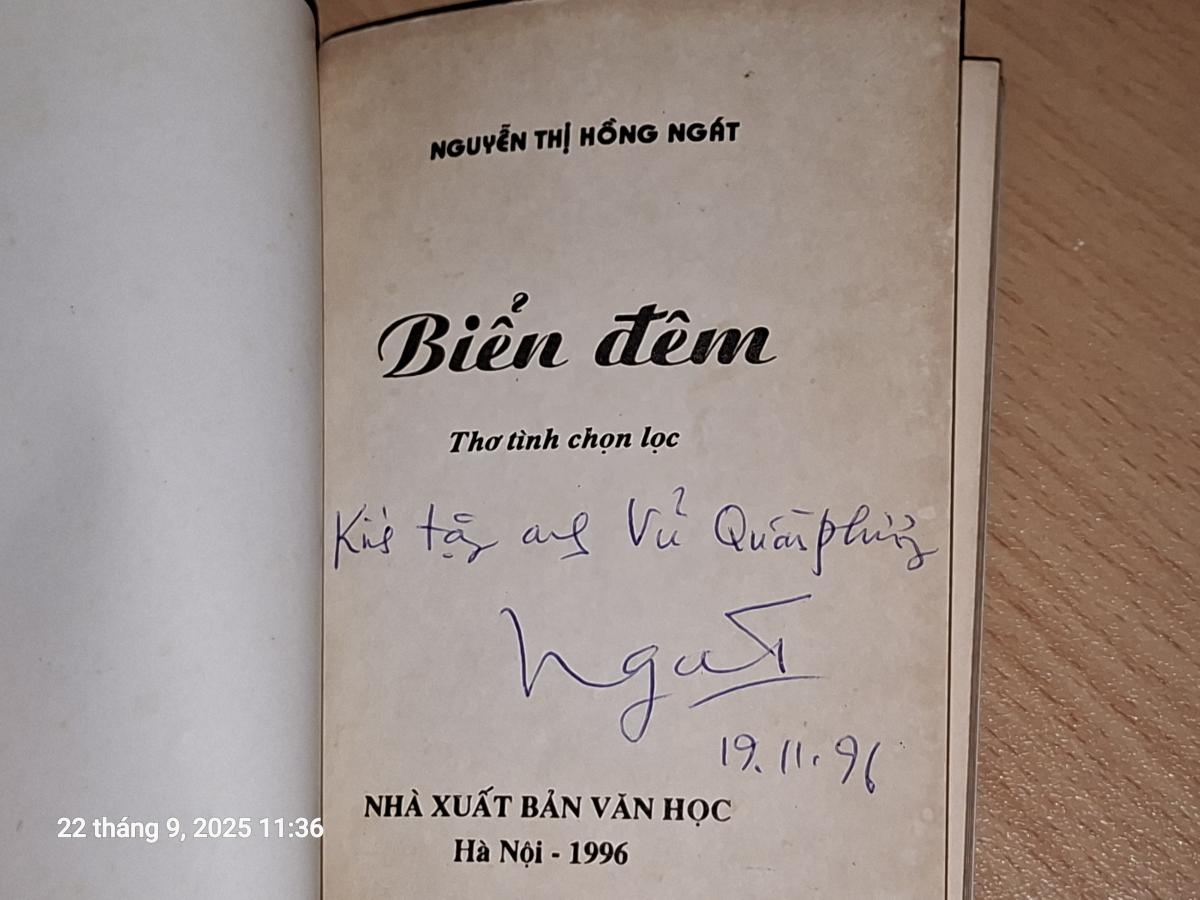 NGUYỄN THỊ HỒNG NGÁT
Biển đêm
Thơ tình chọn lọc
Kính tặng anh Vũ Quần Phương
Ngát
19.11.96
NHÀ XUẤT BẢN VĂN HỌC
Hà Nội - 1996
22 tháng 9, 2025 11:36